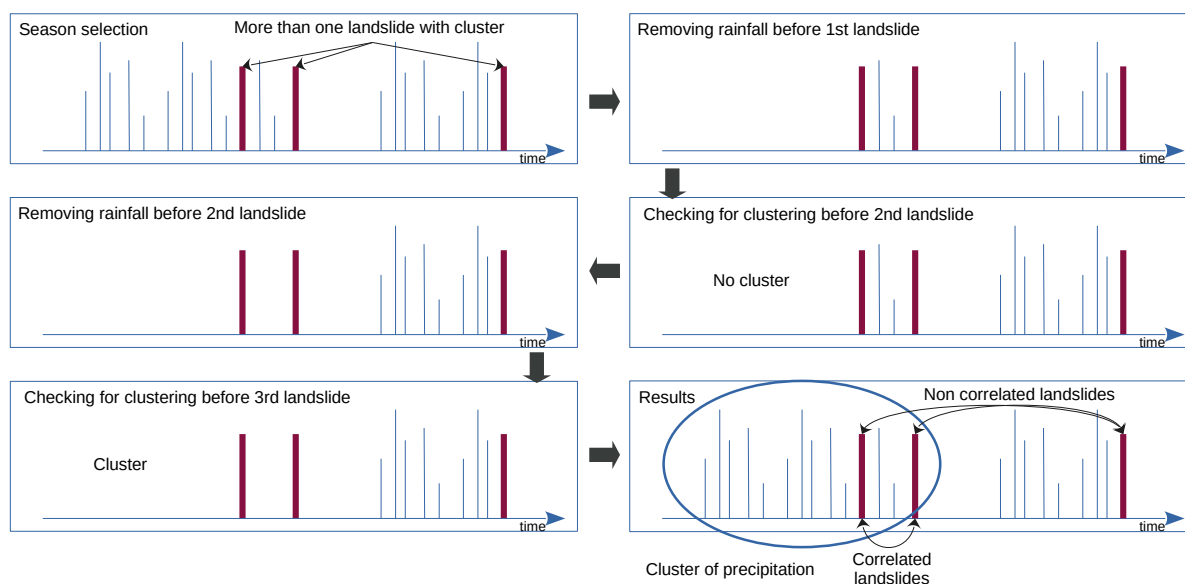 Season selection
More than one landslide with cluster
time
Removing rainfall before 1st landslide
time
Checking for clustering before 2nd landslide
No cluster
time
Removing rainfall before 2nd landslide
time
Checking for clustering before 3rd landslide
Cluster
time
Results
Non correlated landslides
time
Cluster of precipitation
Correlated
landslides